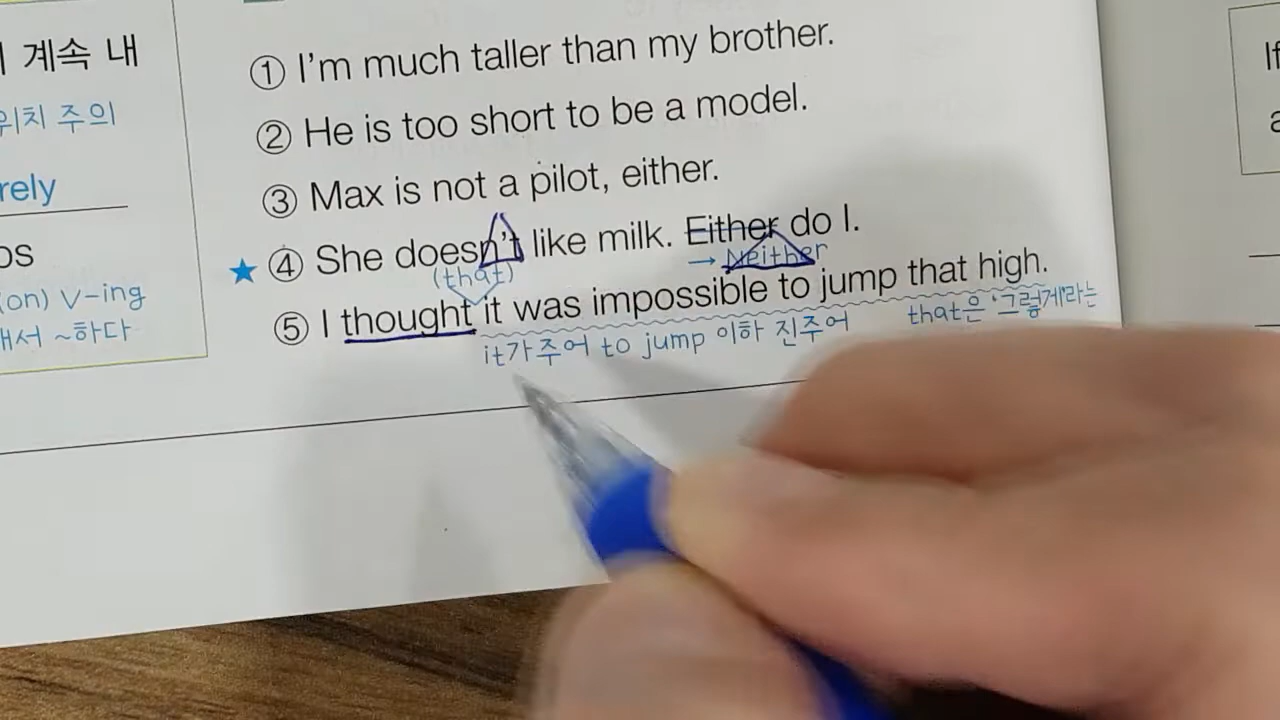 계속 내
위치 주의
rely
os
(on) V-ing
해서 ~하다
① I'm much taller than my brother.
② He is too short to be a model.
③ Max is not a pilot, either.
★ ④ She doesn't like milk. Either do I.
→ Neither
(that)
⑤ I thought it was impossible to jump that high.
it가주어 to jump 이하 진주어 that은 '그렇게'라는
If
a